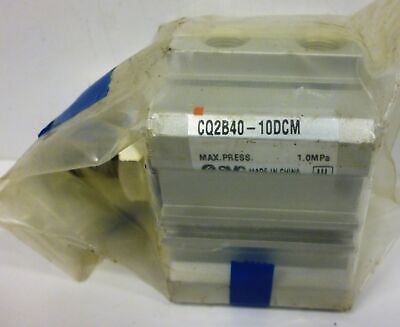 CQ2B40-10DCM
MAX.PRESS. 1.0MPa
SMC MADE IN CHINA